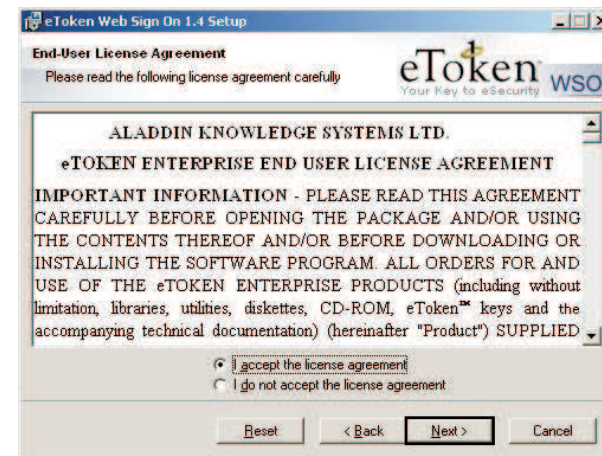 eToken Web Sign On 1.4 Setup
End-User License Agreement
Please read the following license agreement carefully
eToken
Your Key to eSecurity
WSO
ALADDIN KNOWLEDGE SYSTEMS LTD.
eTOKEN ENTERPRISE END USER LICENSE AGREEMENT
IMPORTANT INFORMATION - PLEASE READ THIS AGREEMENT
CAREFULLY BEFORE OPENING THE PACKAGE AND/OR USING
THE CONTENTS THEREOF AND/OR BEFORE DOWNLOADING OR
INSTALLING THE SOFTWARE PROGRAM. ALL ORDERS FOR AND
USE OF THE eTOKEN ENTERPRISE PRODUCTS (including without
limitation, libraries, utilities, diskettes, CD-ROM, eToken™ keys and the
accompanying technical documentation) (hereinafter "Product") SUPPLIED
I accept the license agreement
I do not accept the license agreement
Reset
< Back
Next >
Cancel